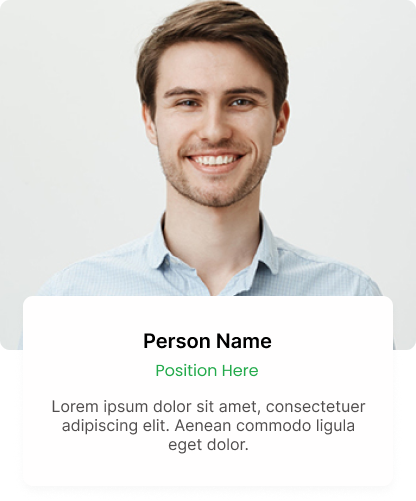 Person Name
Position Here
Lorem ipsum dolor sit amet, consectetuer
adipiscing elit. Aenean commodo ligula
eget dolor.